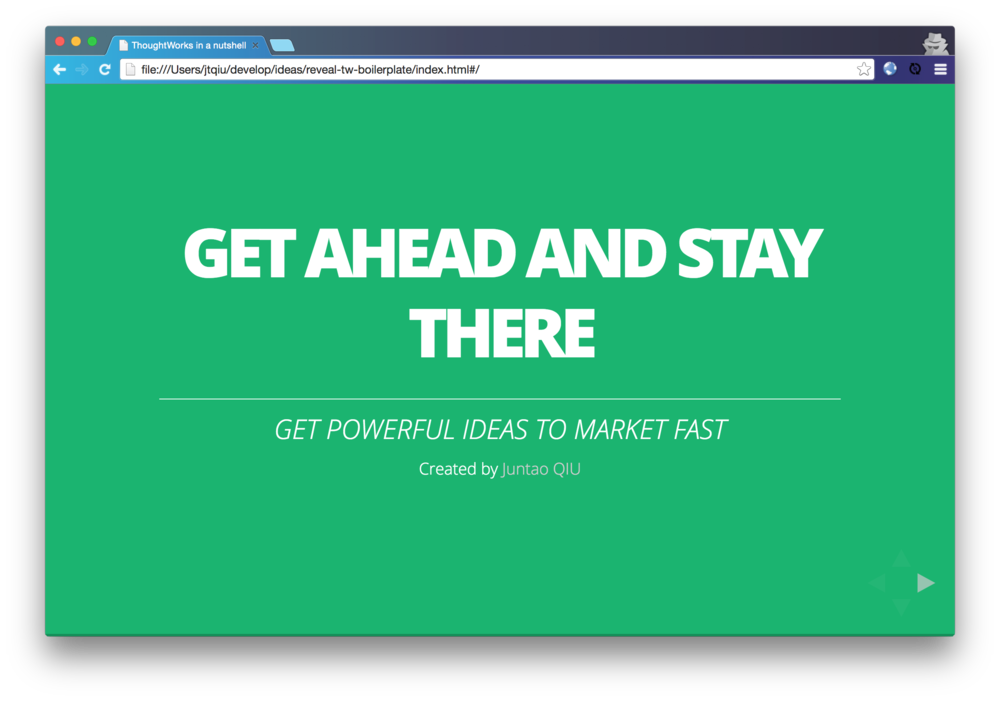 ThoughtWorks in a nutshell
file:///Users/jtqiu/develop/ideas/reveal-tw-boilerplate/index.html#/
GET AHEAD AND STAY
THERE
GET POWERFUL IDEAS TO MARKET FAST
Created by Juntao QIU